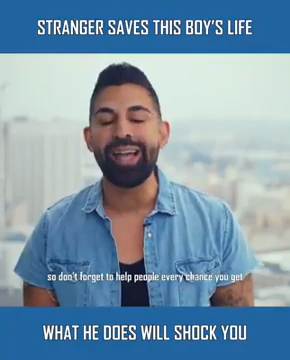 STRANGER SAVES THIS BOY'S LIFE
so don't forget to help people every chance you get
WHAT HE DOES WILL SHOCK YOU